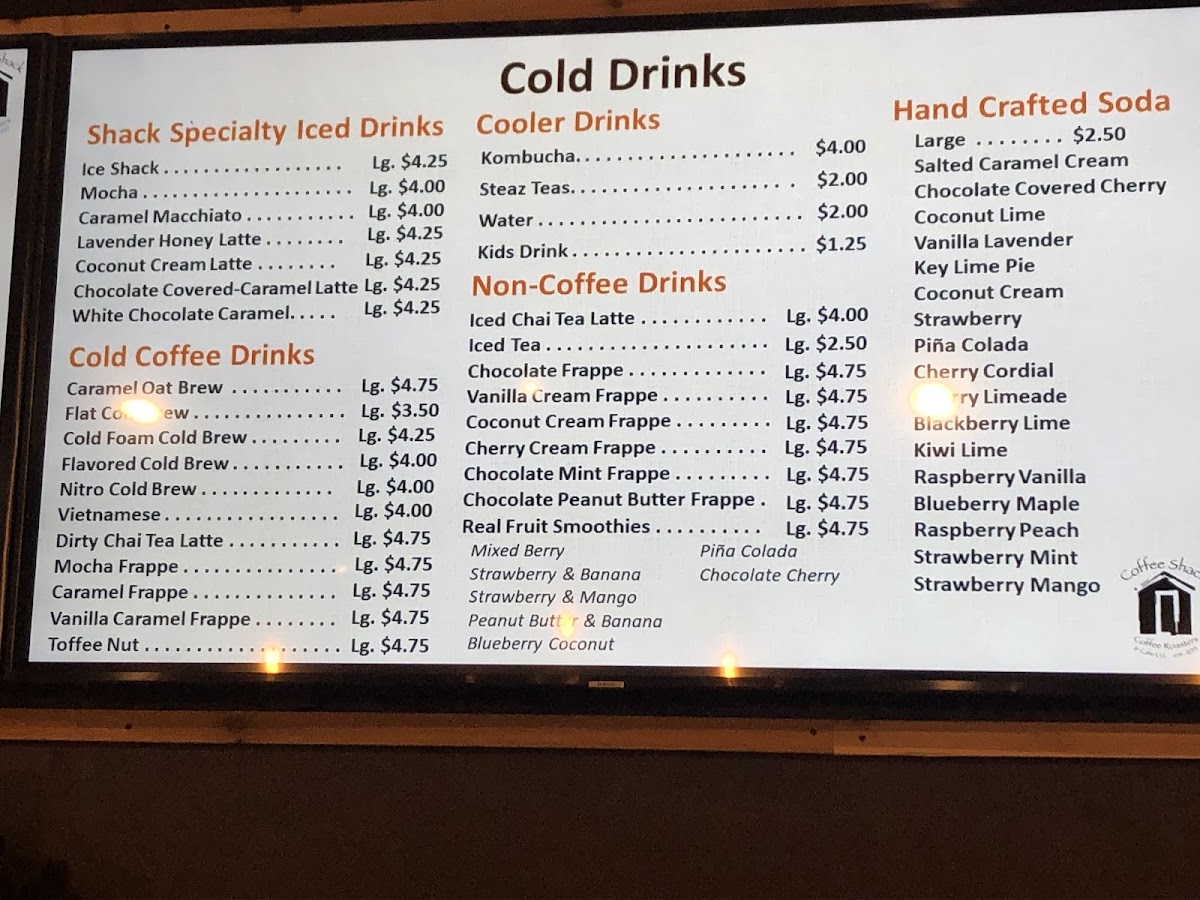 Cold Drinks
Shack Specialty Iced Drinks
Ice Shack . . . . . . . . . . . . . . . . . . Lg. $4.25
Mocha . . . . . . . . . . . . . . . . . . . . Lg. $4.00
Caramel Macchiato . . . . . . . . . . . Lg. $4.00
Lavender Honey Latte . . . . . . . . Lg. $4.25
Coconut Cream Latte . . . . . . . . Lg. $4.25
Chocolate Covered-Caramel Latte Lg. $4.25
White Chocolate Caramel. . . . . Lg. $4.25
Cold Coffee Drinks
Caramel Oat Brew . . . . . . . . . . . Lg. $4.75
Flat . . . . . . . . . . . . . . . Lg. $3.50
Cold Foam Cold Brew . . . . . . . . . Lg. $4.25
Flavored Cold Brew . . . . . . . . . . . Lg. $4.00
Nitro Cold Brew . . . . . . . . . . . . . Lg. $4.00
Vietnamese . . . . . . . . . . . . . . . . . Lg. $4.00
Dirty Chai Tea Latte . . . . . . . . . . . Lg. $4.75
Mocha Frappe . . . . . . . . . . . . . . . Lg. $4.75
Caramel Frappe . . . . . . . . . . . . . . Lg. $4.75
Vanilla Caramel Frappe . . . . . . . . Lg. $4.75
Toffee Nut . . . . . . . . . . . . . . . . . . . Lg. $4.75
Cooler Drinks
Kombucha. . . . . . . . . . . . . . . . . . . . . $4.00
Steaz Teas. . . . . . . . . . . . . . . . . . . . . . $2.00
Water . . . . . . . . . . . . . . . . . . . . . . . . . $2.00
Kids Drink . . . . . . . . . . . . . . . . . . . . . . $1.25
Non-Coffee Drinks
Iced Chai Tea Latte . . . . . . . . . . . . Lg. $4.00
Iced Tea . . . . . . . . . . . . . . . . . . . . . Lg. $2.50
Chocolate Frappe . . . . . . . . . . . . . Lg. $4.75
Vanilla Cream Frappe . . . . . . . . . . Lg. $4.75
Coconut Cream Frappe . . . . . . . . . Lg. $4.75
Cherry Cream Frappe . . . . . . . . . . Lg. $4.75
Chocolate Mint Frappe . . . . . . . . . Lg. $4.75
Chocolate Peanut Butter Frappe . Lg. $4.75
Real Fruit Smoothies . . . . . . . . . . Lg. $4.75
Mixed Berry
Strawberry & Banana
Strawberry & Mango
Peanut Butter & Banana
Blueberry Coconut
Piña Colada
Chocolate Cherry
Hand Crafted Soda
Large . . . . . . . . $2.50
Salted Caramel Cream
Chocolate Covered Cherry
Coconut Lime
Vanilla Lavender
Key Lime Pie
Coconut Cream
Strawberry
Piña Colada
Cherry Cordial
Limeade
Blackberry Lime
Kiwi Lime
Raspberry Vanilla
Blueberry Maple
Raspberry Peach
Strawberry Mint
Strawberry Mango
Coffee Shac
Coffee Roasters